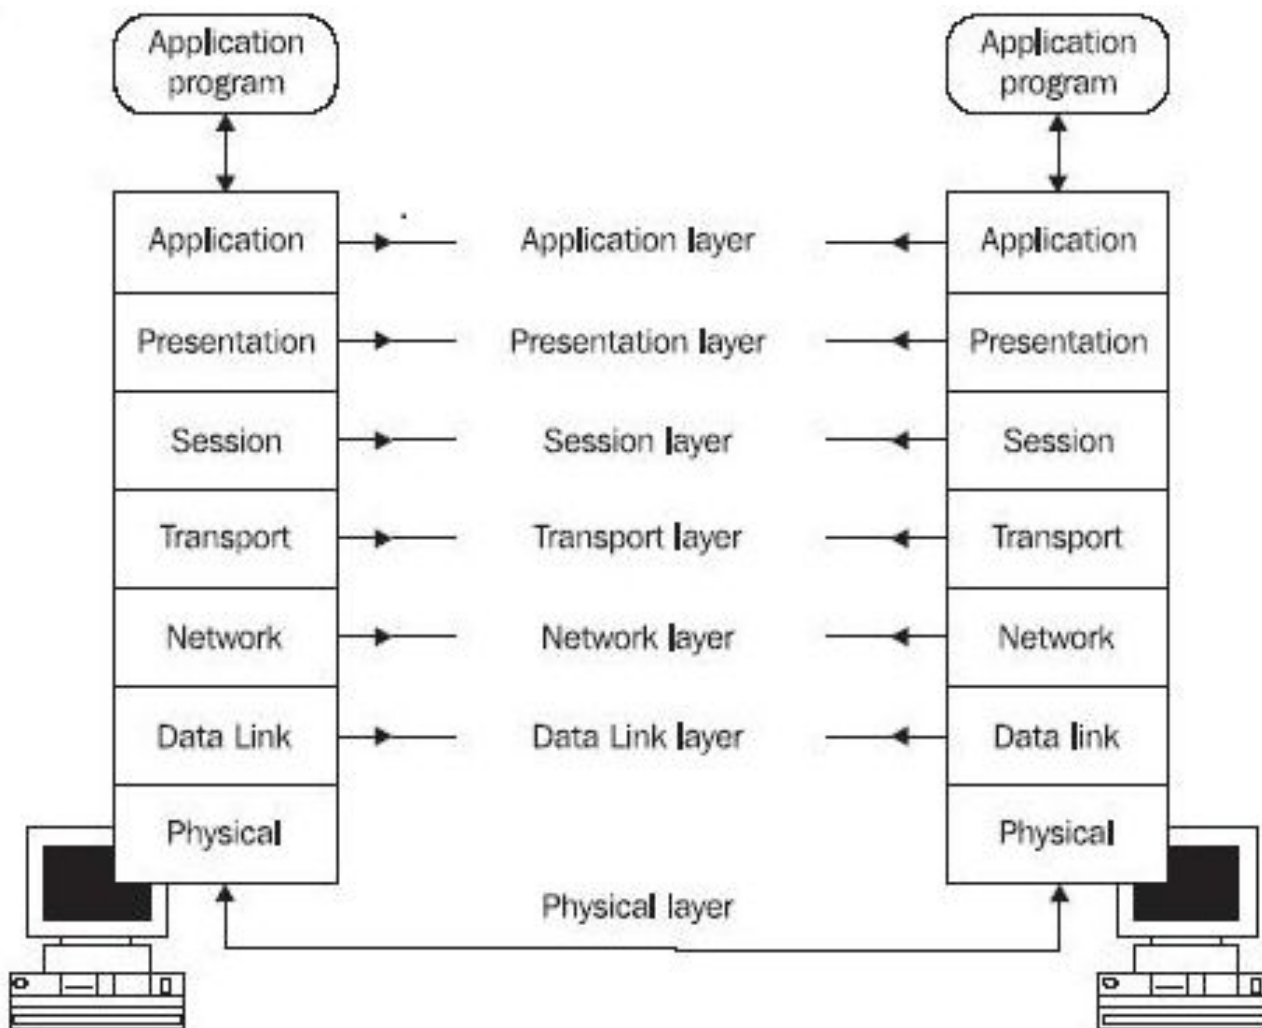 Application
program
Application
program
Application
Application layer
Application
Presentation
Presentation layer
Presentation
Session
Session layer
Session
Transport
Transport layer
Transport
Network
Network layer
Network
Data Link
Data Link layer
Data link
Physical
Physical
Physical layer